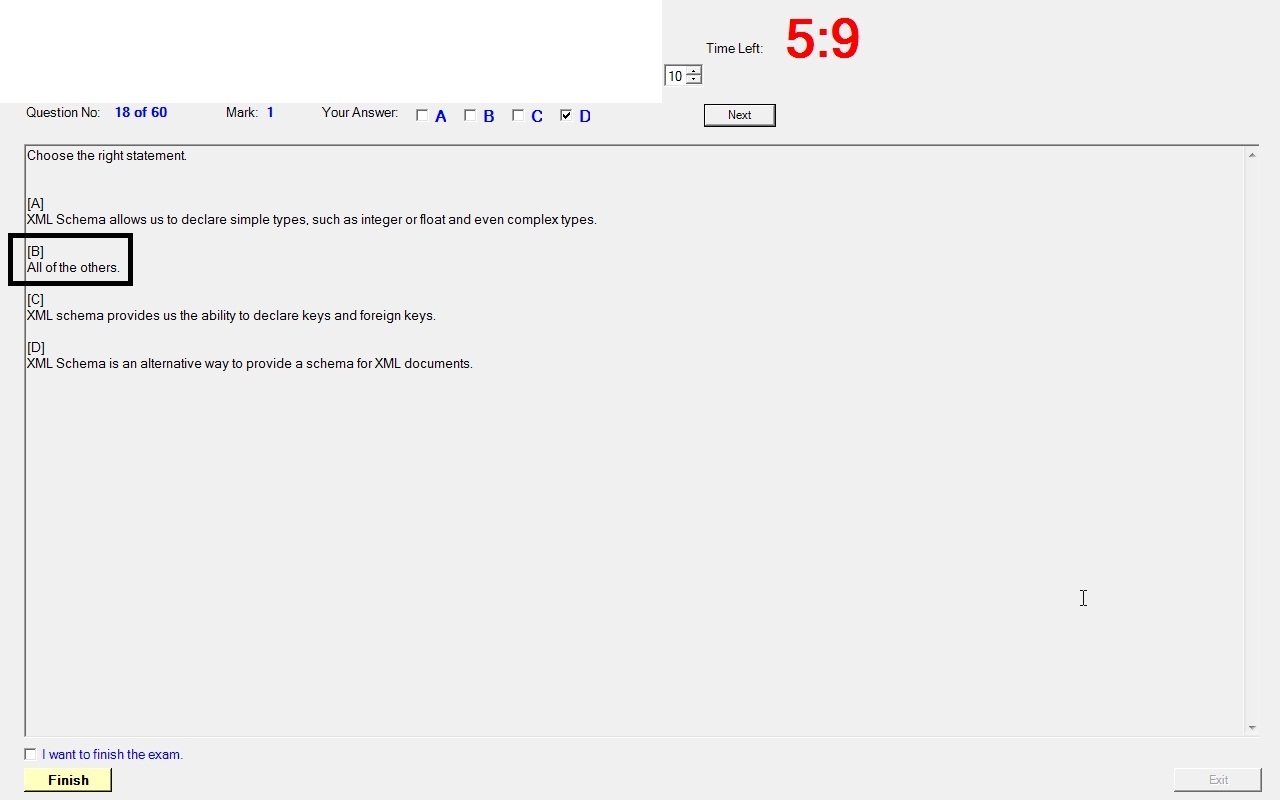 Time Left: 5:9
10
Question No: 18 of 60 Mark: 1 Your Answer: A B C D Next
Choose the right statement.
[A]
XML Schema allows us to declare simple types, such as integer or float and even complex types.
[B]
All of the others.
[C]
XML schema provides us the ability to declare keys and foreign keys.
[D]
XML Schema is an alternative way to provide a schema for XML documents.
I want to finish the exam.
Finish Exit